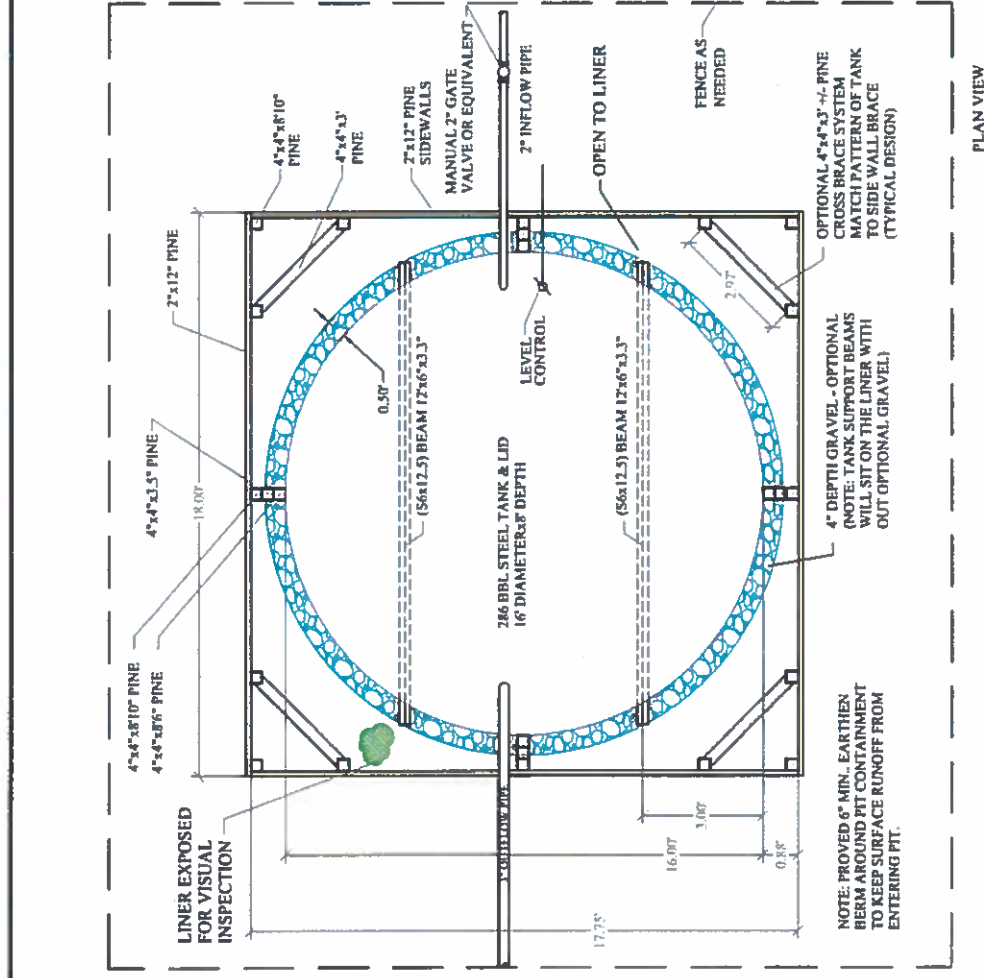 4"x4"x8'10"
PINE
4"x4"x3'
PINE
2"x12" PINE
SIDEWALLS
MANUAL 2" GATE
VALVE OR EQUIVALENT
2" INFLOW PIPE
OPEN TO LINER
FENCE AS
NEEDED
OPTIONAL 4"x4"x3' +/- PINE
CROSS BRACE SYSTEM
MATCH PATTERN OF TANK
TO SIDE WALL BRACE
(TYPICAL DESIGN)
PLAN VIEW
2"x12" PINE
18.00'
4"x4"x3.5" PINE
4"x4"x8'10" PINE
4"x4"x8'6" PINE
0.50'
(S6x12.5) BEAM 12'x6"x3.3"
LEVEL
CONTROL
286 BBL STEEL TANK & LID
16' DIAMETERx8' DEPTH
(S6x12.5) BEAM 12'x6"x3.3"
2.97'
4" DEPTH GRAVEL - OPTIONAL
(NOTE: TANK SUPPORT BEAMS
WILL SIT ON THE LINER WITH
OUT OPTIONAL GRAVEL)
LINER EXPOSED
FOR VISUAL
INSPECTION
OUTFLOW PIPE
3.00'
16.00'
0.88'
17.75'
NOTE: PROVED 6" MIN., EARTHEN
BERM AROUND PIT CONTAINMENT
TO KEEP SURFACE RUNOFF FROM
ENTERING PIT.